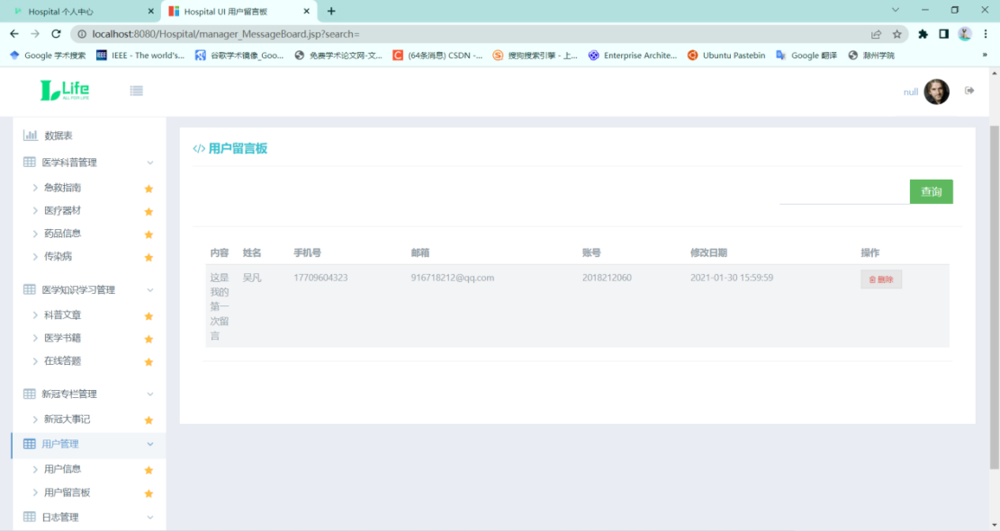 Hospital 个人中心
Hospital UI 用户留言板
localhost:8080/Hospital/manager_MessageBoard.jsp?search=
Google 学术搜索 IEEE - The world's... 谷歌学术镜像_Goo... 免费学术论文网-文... (64条消息) CSDN -... 搜狗搜索引擎 - 上... Enterprise Archite... Ubuntu Pastebin Google 翻译 滁州学院 »
Life
ALL FOR LIFE
null
数据表
医学科普管理
急救指南
医疗器材
药品信息
传染病
医学知识学习管理
科普文章
医学书籍
在线答题
新冠专栏管理
新冠大事记
用户管理
用户信息
用户留言板
日志管理
</> 用户留言板
查询
内容 姓名 手机号 邮箱 账号 修改日期 操作
这是 吴凡 17709604323 916718212@qq.com 2018212060 2021-01-30 15:59:59 删除
我的
第一
次留
言